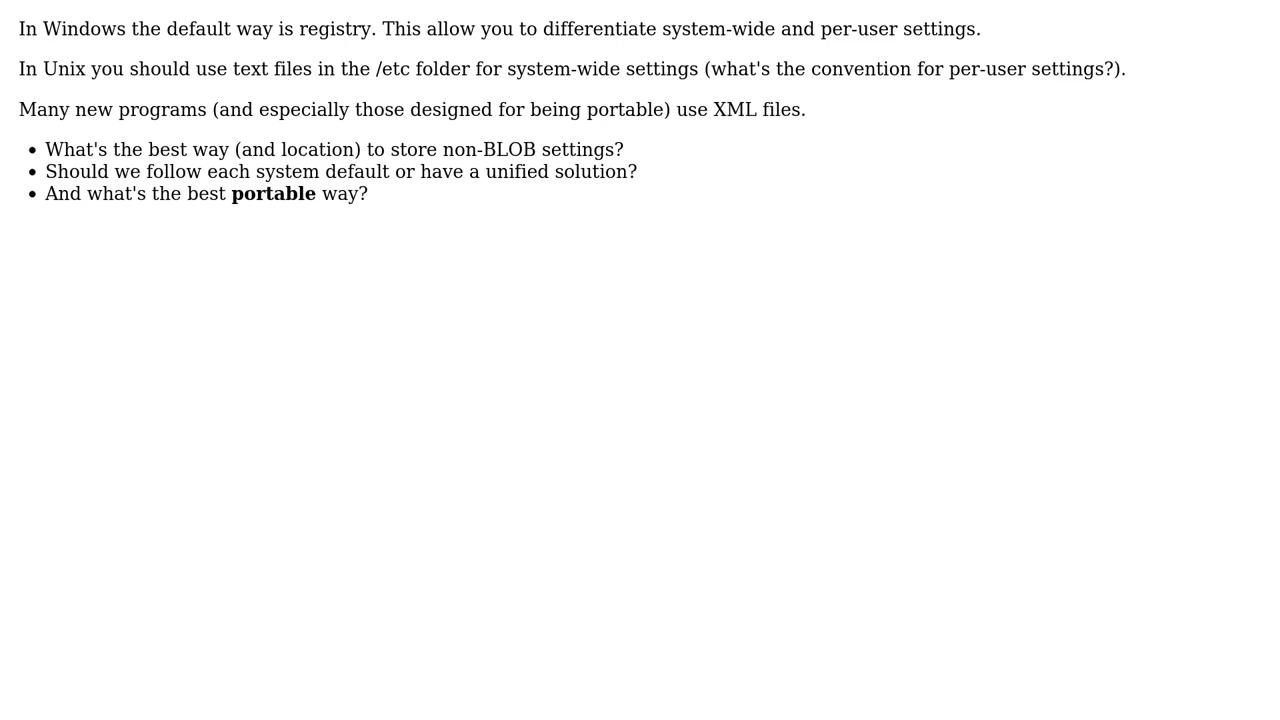 In Windows the default way is registry. This allow you to differentiate system-wide and per-user settings.
In Unix you should use text files in the /etc folder for system-wide settings (what's the convention for per-user settings?).
Many new programs (and especially those designed for being portable) use XML files.
• What's the best way (and location) to store non-BLOB settings?
• Should we follow each system default or have a unified solution?
• And what's the best portable way?